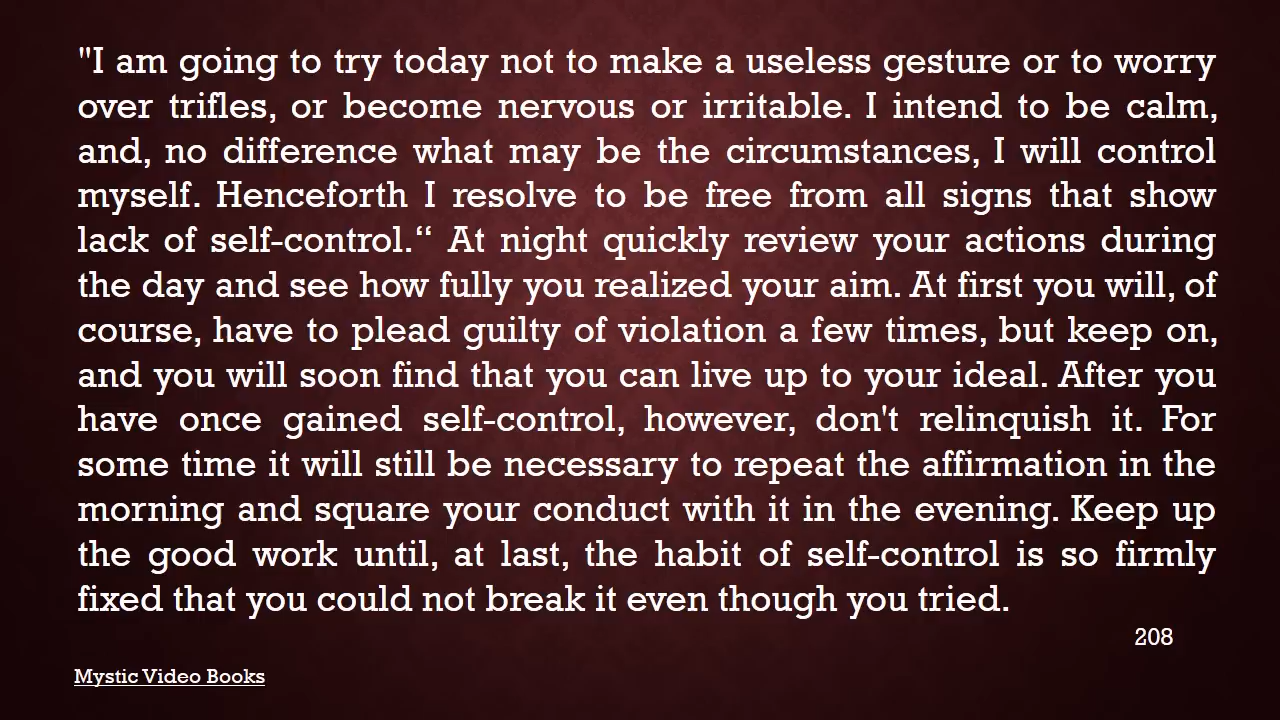 "I am going to try today not to make a useless gesture or to worry
over trifles, or become nervous or irritable. I intend to be calm,
and, no difference what may be the circumstances, I will control
myself. Henceforth I resolve to be free from all signs that show
lack of self-control.“ At night quickly review your actions during
the day and see how fully you realized your aim. At first you will, of
course, have to plead guilty of violation a few times, but keep on,
and you will soon find that you can live up to your ideal. After you
have once gained self-control, however, don't relinquish it. For
some time it will still be necessary to repeat the affirmation in the
morning and square your conduct with it in the evening. Keep up
the good work until, at last, the habit of self-control is so firmly
fixed that you could not break it even though you tried.
208
Mystic Video Books